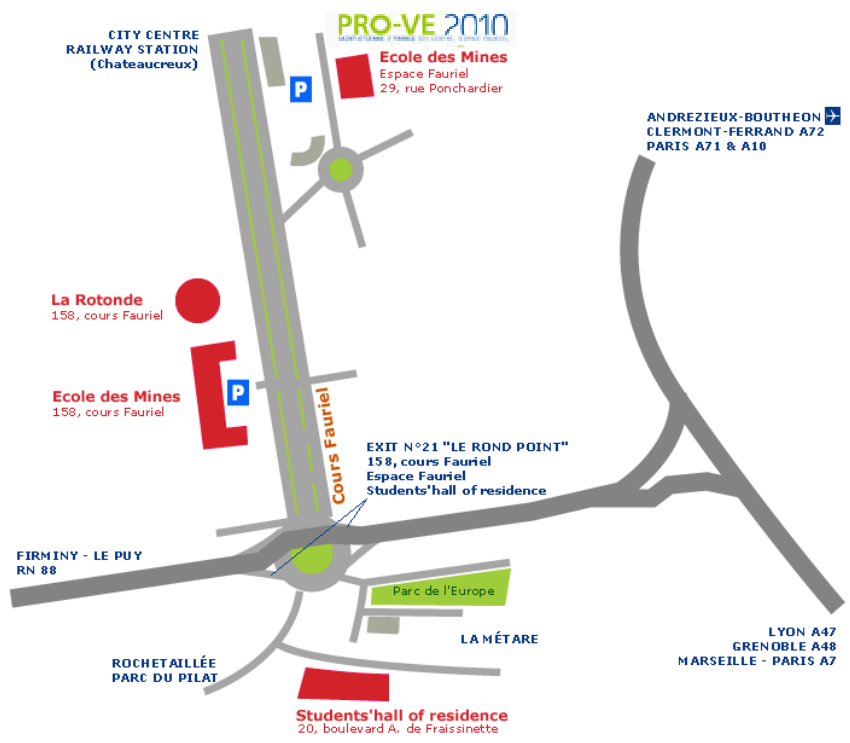 PRO-VE 2010
SAINT-ETIENNE / FRANCE
CITY CENTRE
RAILWAY STATION
(Chateaucreux)
Ecole des Mines
Espace Fauriel
29, rue Ponchardier
P
ANDREZIEUX-BOUTHEON
CLERMONT-FERRAND A72
PARIS A71 & A10
La Rotonde
158, cours Fauriel
Ecole des Mines
158, cours Fauriel
P
Cours Fauriel
EXIT N°21 "LE ROND POINT"
158, cours Fauriel
Espace Fauriel
Students'hall of residence
FIRMINY - LE PUY
RN 88
Parc de l'Europe
LA MÉTARE
LYON A47
GRENOBLE A48
MARSEILLE - PARIS A7
ROCHETAILLÉE
PARC DU PILAT
Students'hall of residence
20, boulevard A. de Fraissinette